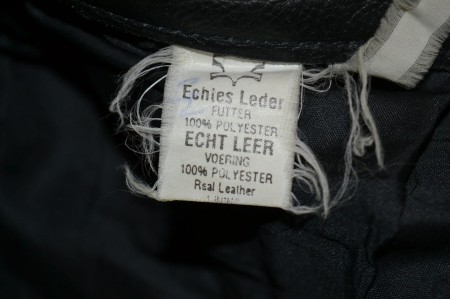 Echtes Leder
FUTTER
100% POLYESTER
ECHT LEER
VOERING
100% POLYESTER
Real Leather